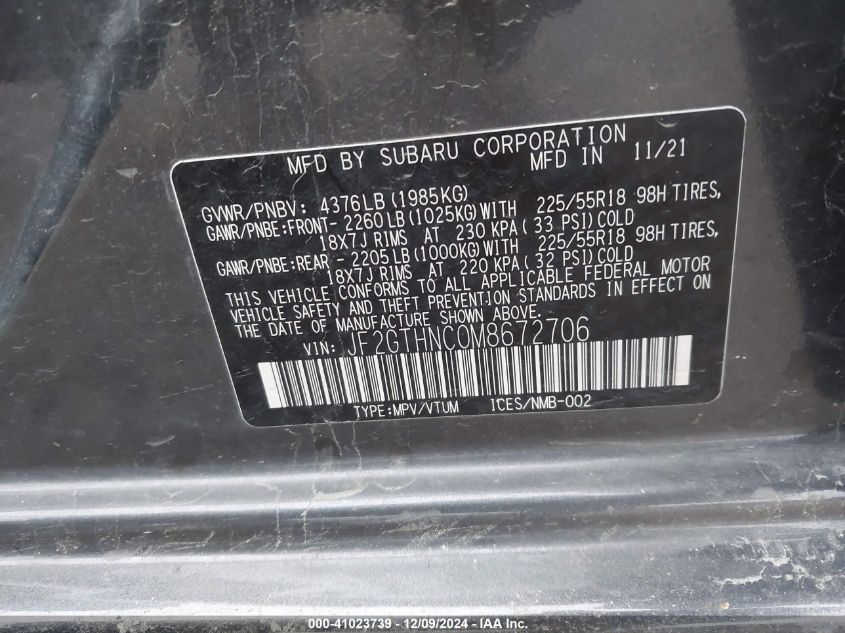 MFD BY SUBARU CORPORATION
MFD IN 11/21
GVWR/PNBV: 4376LB(1985KG)
GAWR/PNBE:FRONT- 2260LB(1025KG)WITH 225/55R18 98H TIRES,
18X7J RIMS AT 230 KPA( 33 PSI)COLD
GAWR/PNBE:REAR - 2205LB(1000KG)WITH 225/55R18 98H TIRES,
18X7J RIMS AT 220 KPA( 32 PSI)COLD
THIS VEHICLE CONFORMS TO ALL APPLICABLE FEDERAL MOTOR
VEHICLE SAFETY AND THEFT PREVENTION STANDARDS IN EFFECT ON
THE DATE OF MANUFACTURE SHOWN ABOVE.
VIN: JF2GTHNC0M8672706
TYPE:MPV/VTUM ICES/NMB-002
000-41023739 - 12/09/2024 - IAA Inc.